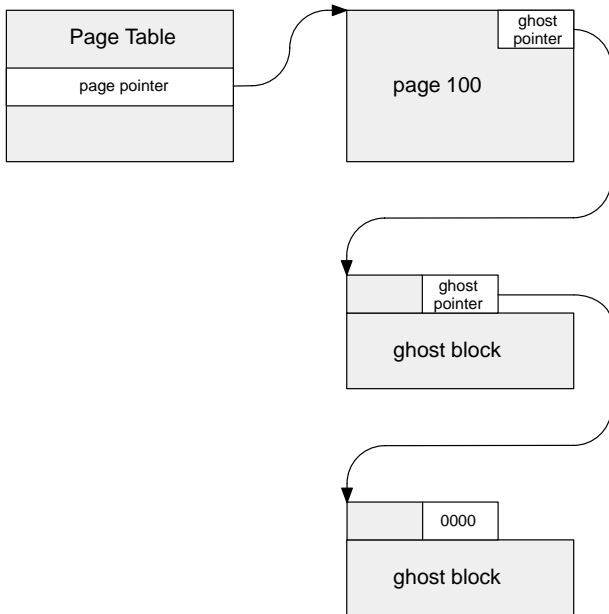 Page Table
page pointer
ghost
pointer
page 100
ghost
pointer
ghost block
0000
ghost block